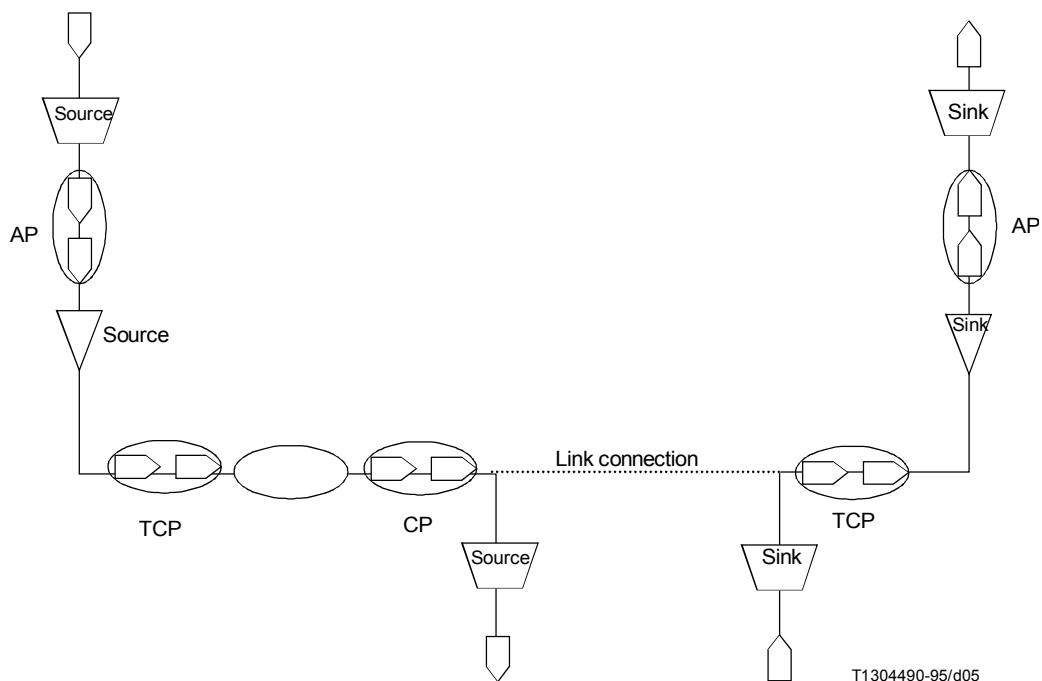 Source
Sink
AP
AP
Source
Sink
Link connection
TCP
CP
TCP
Source
Sink
T1304490-95/d05